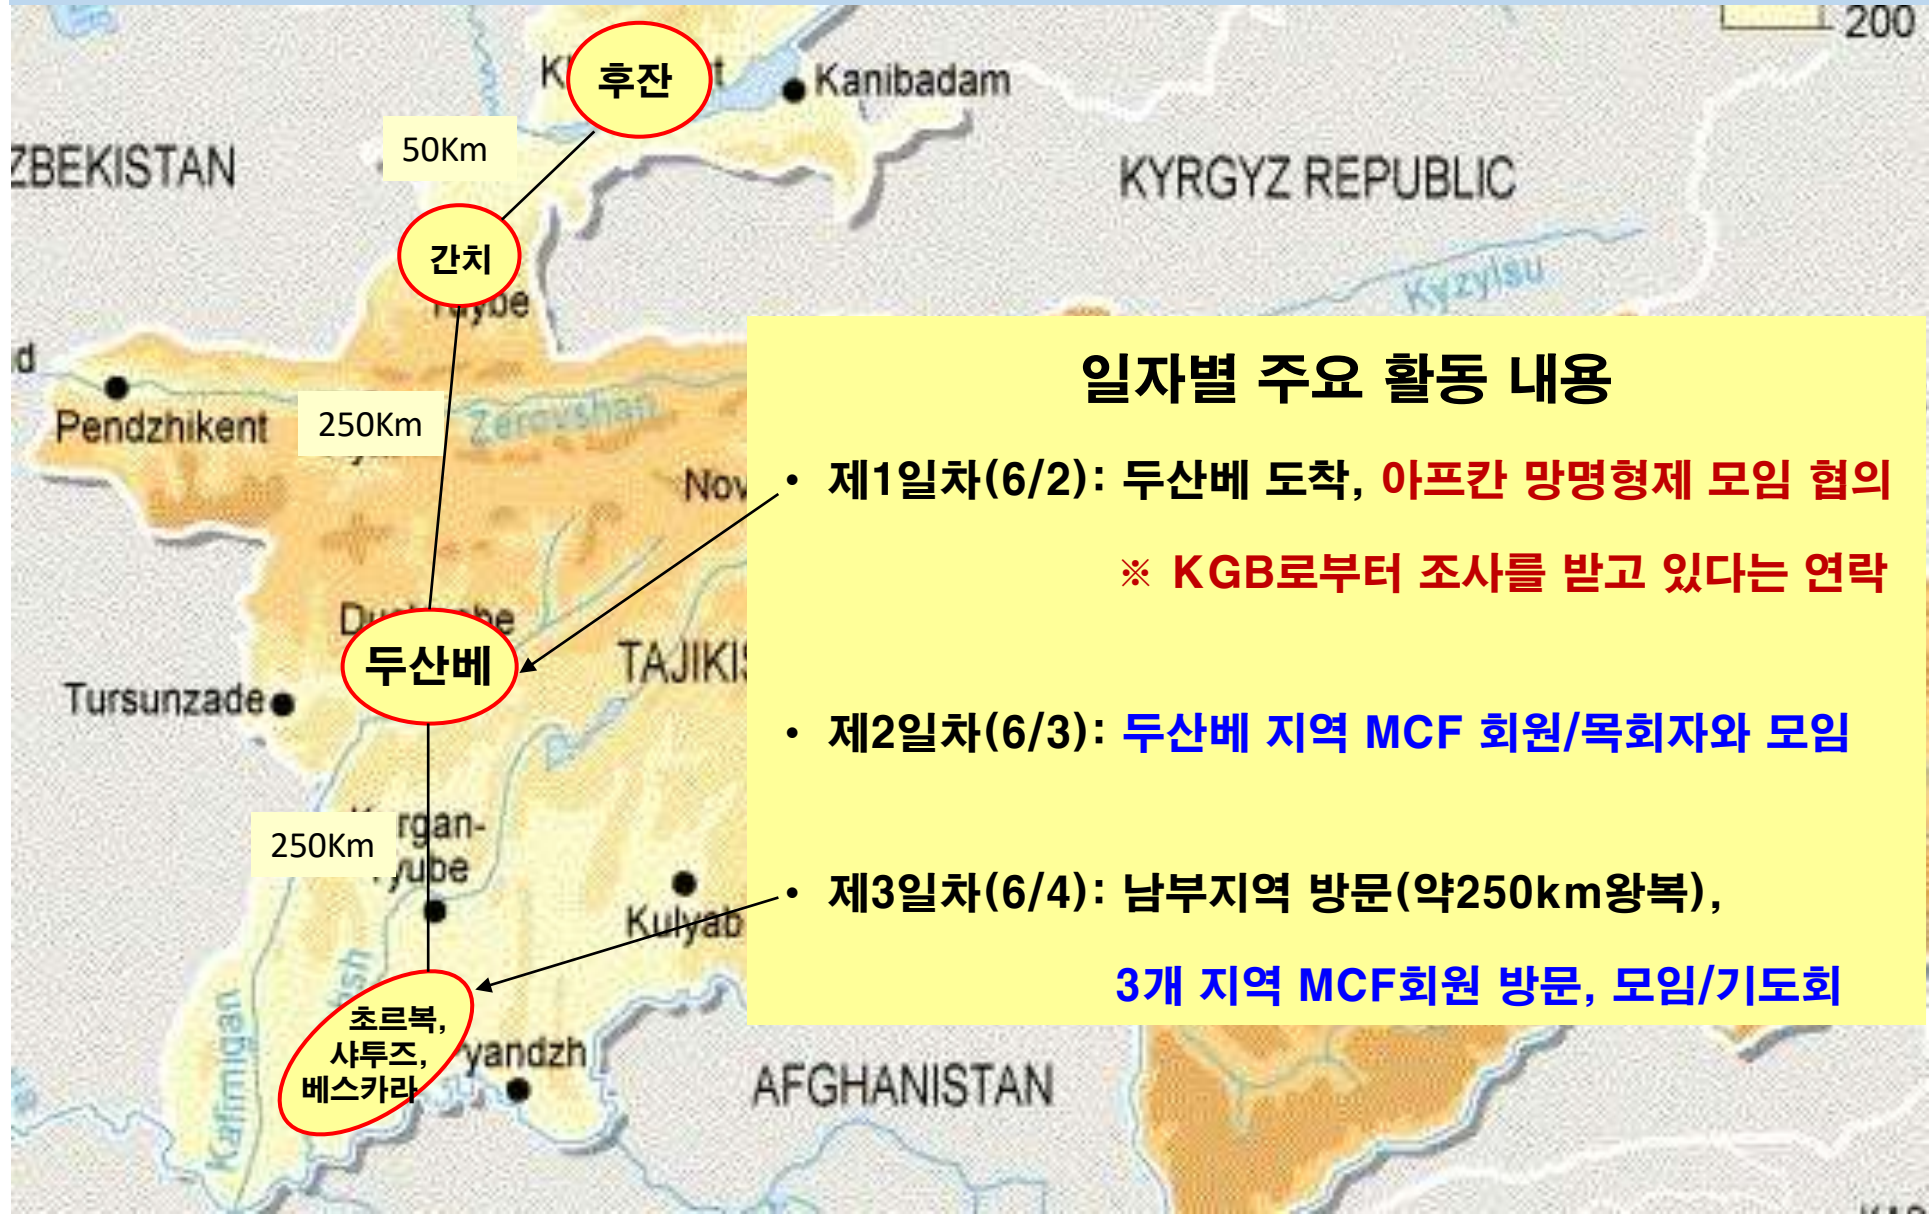 200
후잔
Kanibadam
50Km
ZBEKISTAN
KYRGYZ REPUBLIC
간치
Kyzylsu
일자별 주요 활동 내용
Pendzhikent
250Km
Zeravshan
• 제1일차(6/2): 두산베 도착, 아프칸 망명형제 모임 협의
※ KGB로부터 조사를 받고 있다는 연락
두산베
TAJIKIS
Tursunzade
• 제2일차(6/3): 두산베 지역 MCF 회원/목회자와 모임
250Km
rgan-
yube
Kulyab
• 제3일차(6/4): 남부지역 방문(약250km왕복),
3개 지역 MCF회원 방문, 모임/기도회
초르복,
샤투즈,
베스카라
Kafirnigan
yandzh
AFGHANISTAN